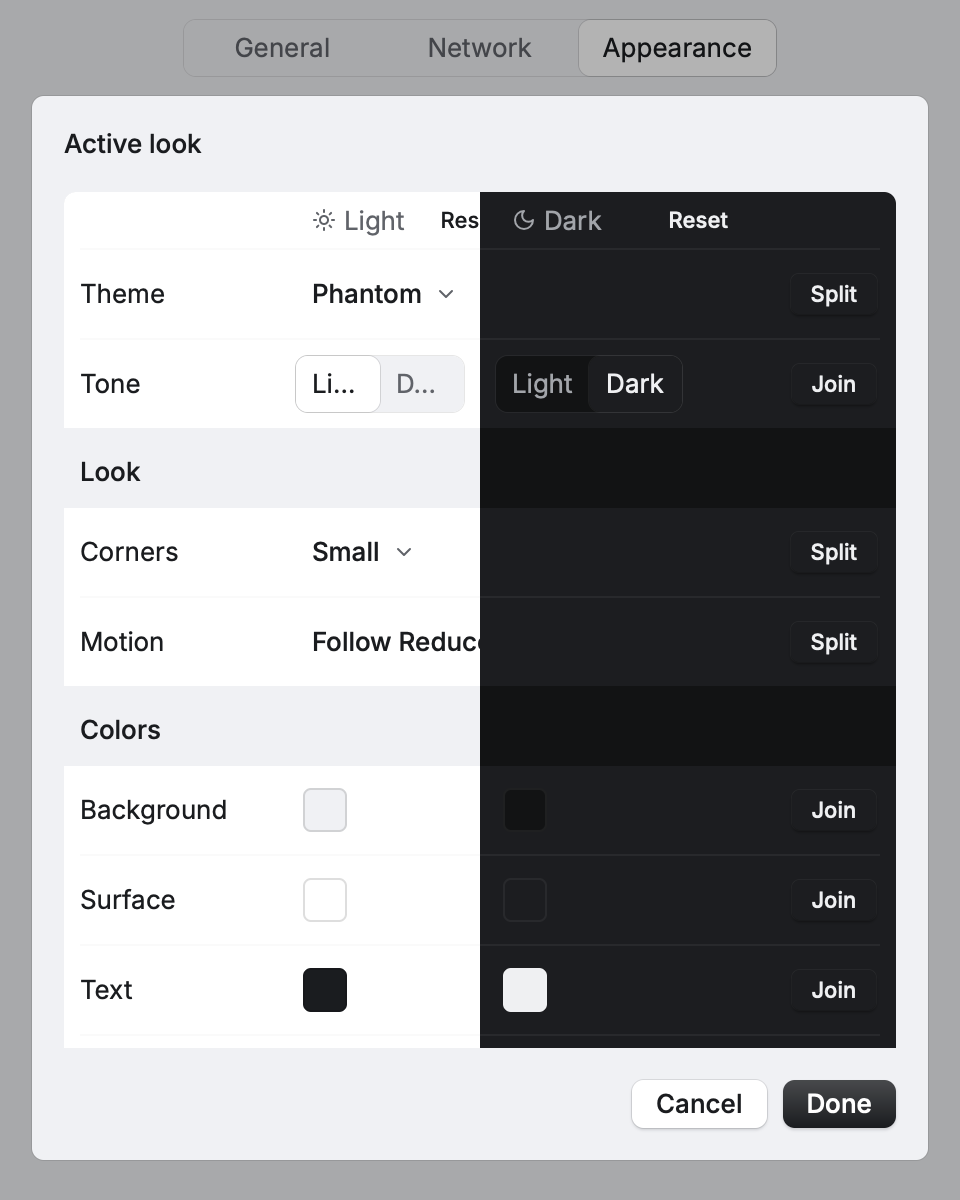 General Network Appearance
Active look
Light Res Dark Reset
Theme Phantom Split
Tone Li... D... Light Dark Join
Look
Corners Small Split
Motion Follow Reduc Split
Colors
Background Join
Surface Join
Text Join
Cancel Done